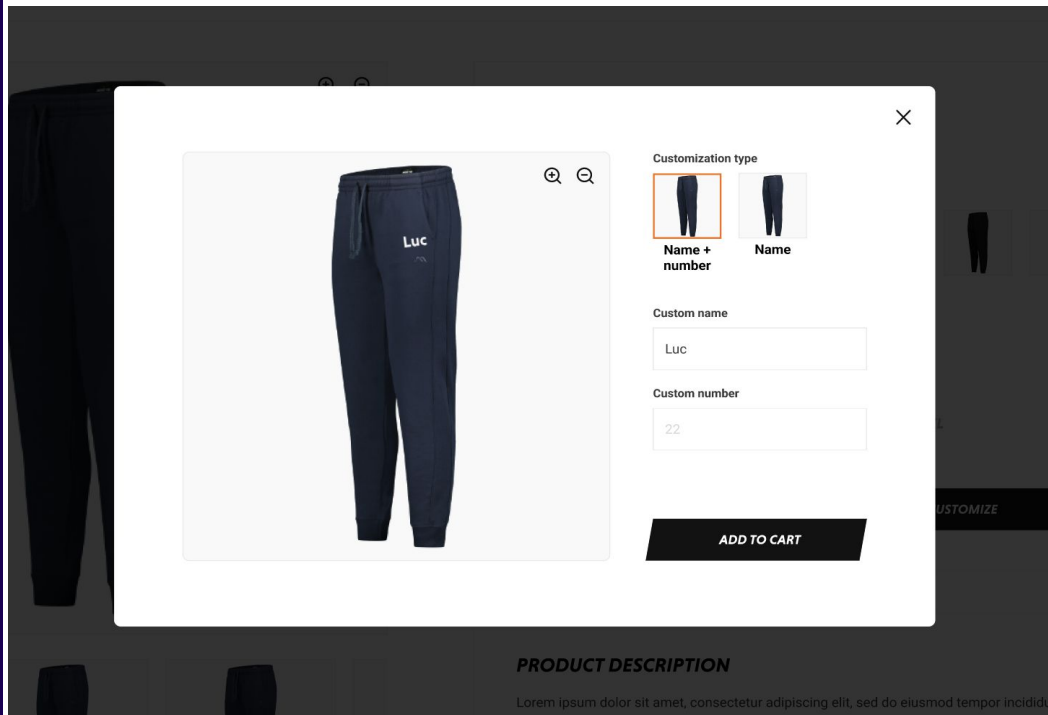 Customization type
Name +
number
Name
Luc
Custom name
Luc
Custom number
22
ADD TO CART
L
USTOMIZE
PRODUCT DESCRIPTION
Lorem ipsum dolor sit amet, consectetur adipiscing elit, sed do eiusmod tempor incididu